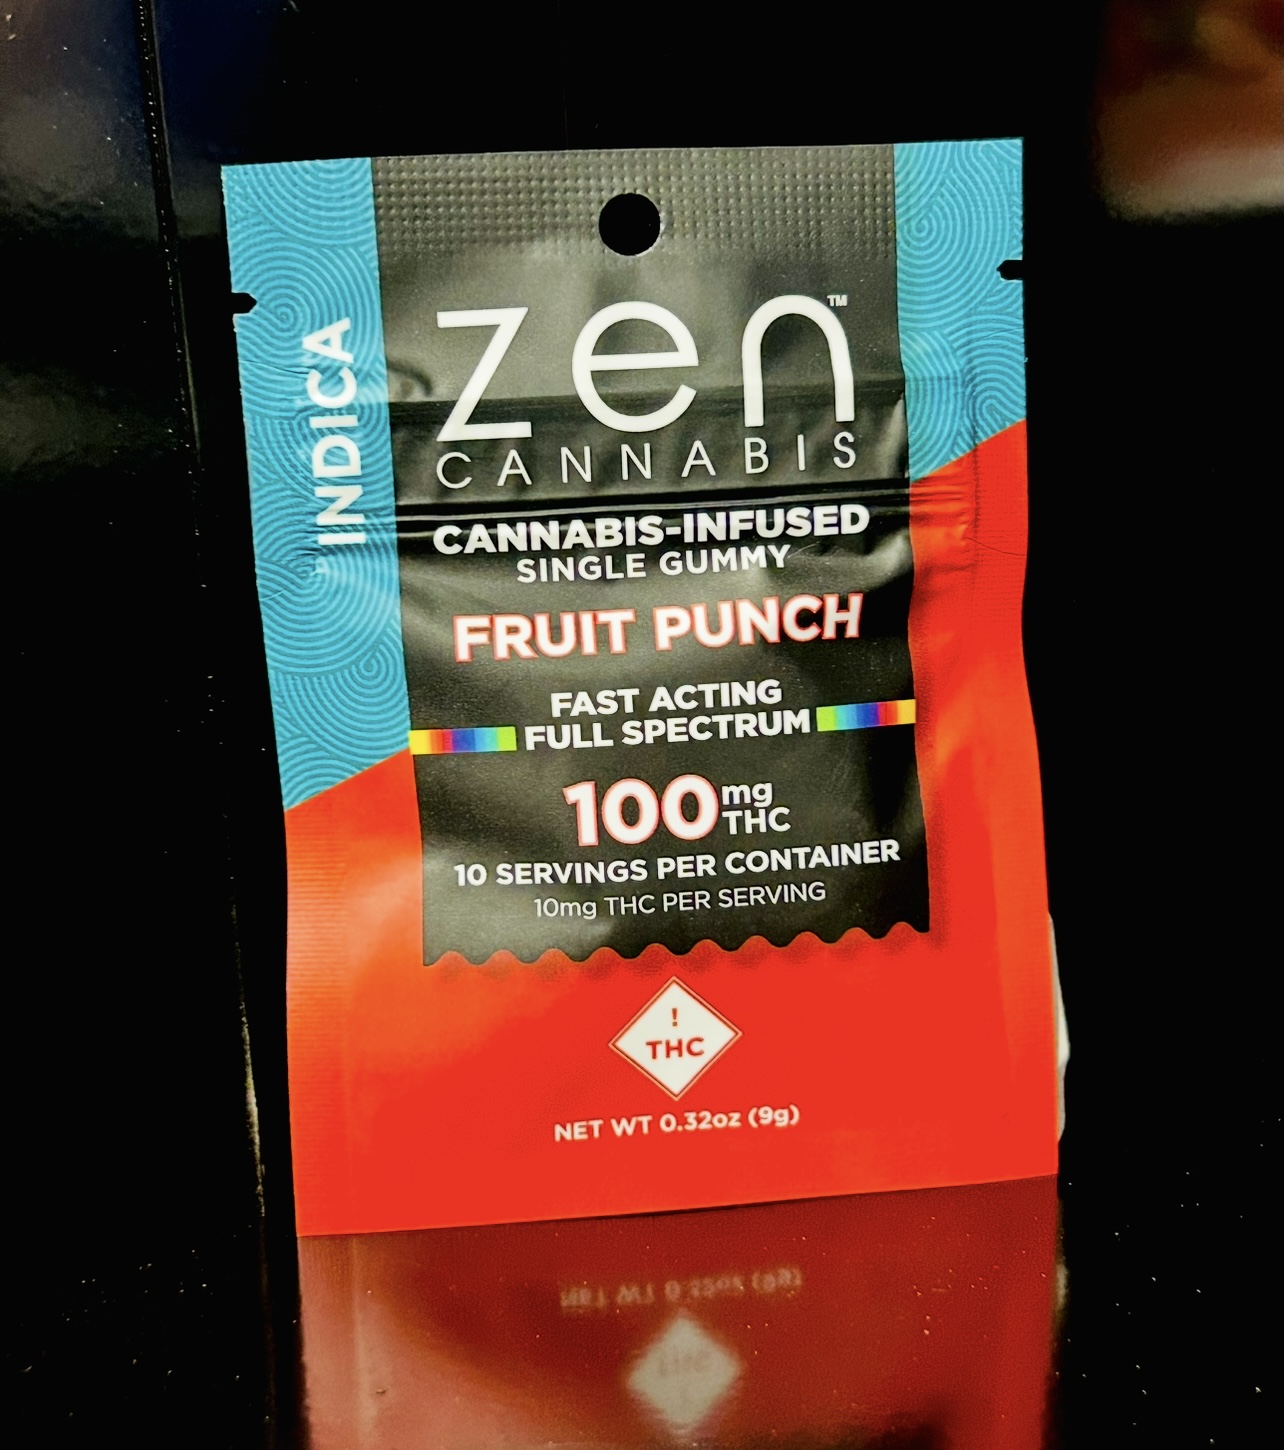 INDICA
zen™
CANNABIS
CANNABIS-INFUSED
SINGLE GUMMY
FRUIT PUNCH
FAST ACTING
FULL SPECTRUM
100mg
THC
10 SERVINGS PER CONTAINER
10mg THC PER SERVING
!
THC
NET WT 0.32oz (9g)